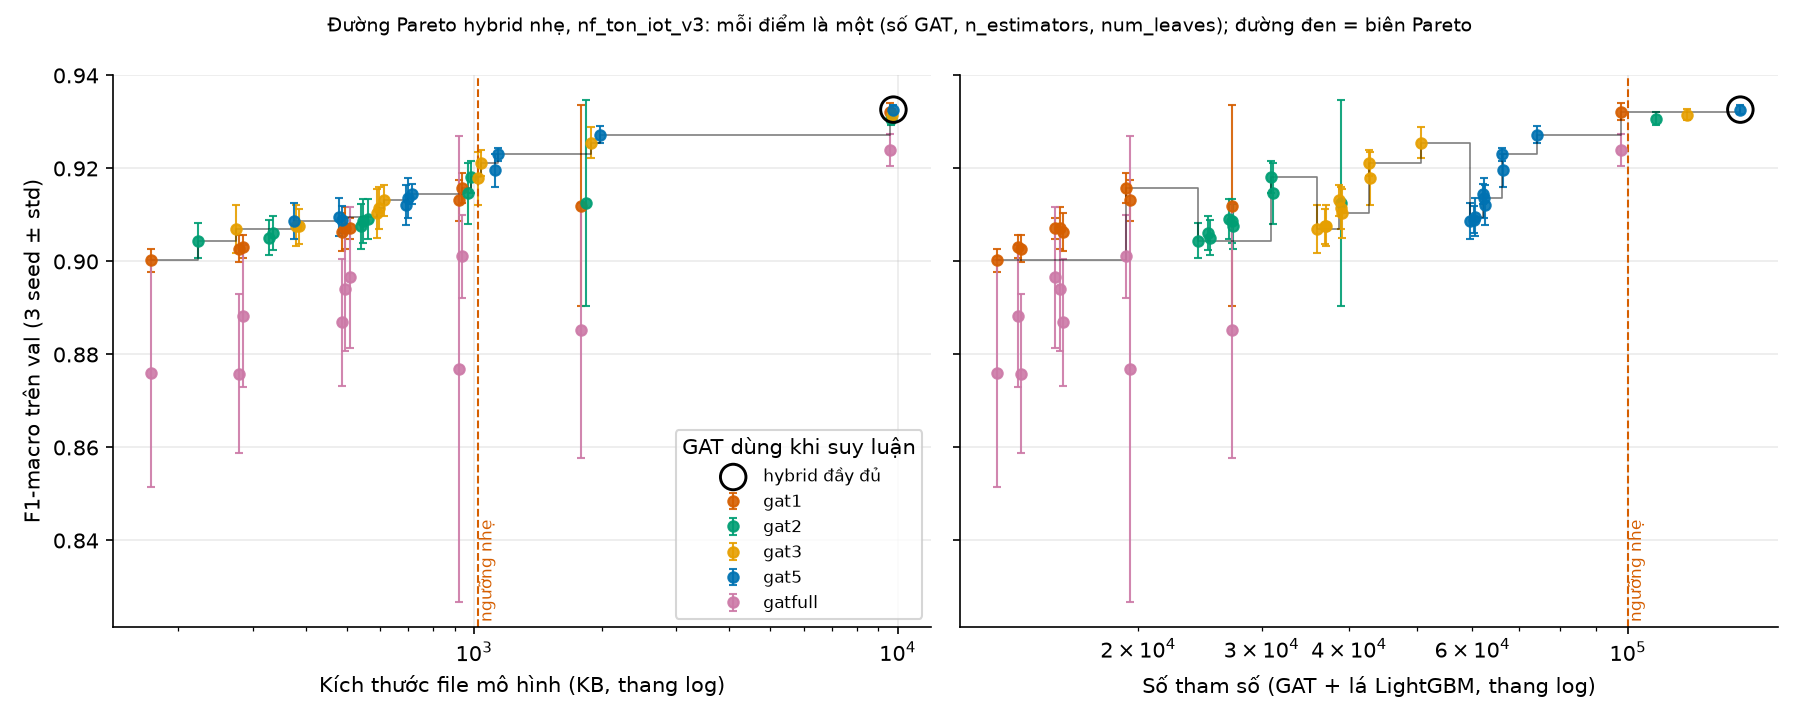 Đường Pareto hybrid nhẹ, nf_ton_iot_v3: mỗi điểm là một (số GAT, n_estimators, num_leaves); đường đen = biên Pareto
F1-macro trên val (3 seed ± std)
0.94
0.92
0.90
0.88
0.86
0.84
ngưỡng nhẹ
GAT dùng khi suy luận
hybrid đầy đủ
gat1
gat2
gat3
gat5
gatfull
10³
10⁴
Kích thước file mô hình (KB, thang log)
ngưỡng nhẹ
2 × 10⁴
3 × 10⁴
4 × 10⁴
6 × 10⁴
10⁵
Số tham số (GAT + lá LightGBM, thang log)